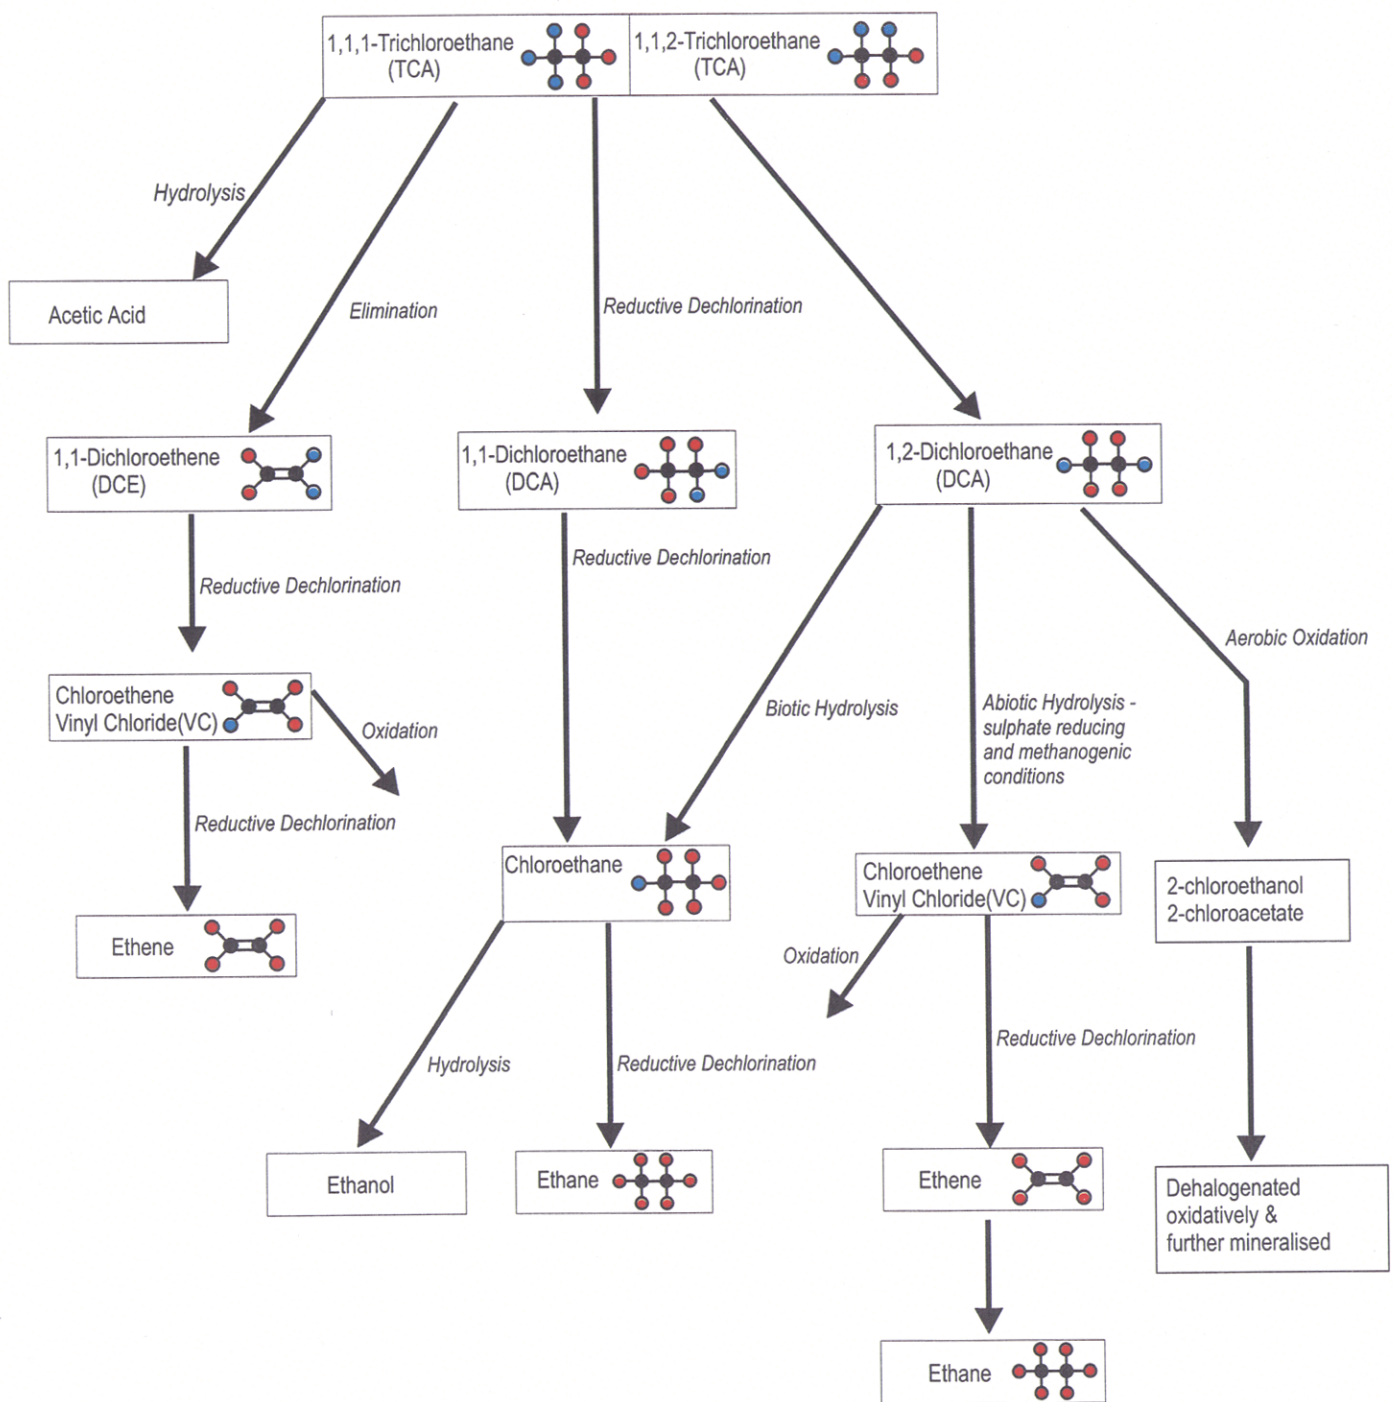 1,1,1-Trichloroethane
(TCA)
1,1,2-Trichloroethane
(TCA)
Hydrolysis
Acetic Acid
Elimination
Reductive Dechlorination
1,1-Dichloroethene
(DCE)
1,1-Dichloroethane
(DCA)
1,2-Dichloroethane
(DCA)
Reductive Dechlorination
Reductive Dechlorination
Aerobic Oxidation
Chloroethene
Vinyl Chloride(VC)
Oxidation
Biotic Hydrolysis
Abiotic Hydrolysis -
sulphate reducing
and methanogenic
conditions
Reductive Dechlorination
Chloroethane
Chloroethene
Vinyl Chloride(VC)
2-chloroethanol
2-chloroacetate
Ethene
Oxidation
Hydrolysis
Reductive Dechlorination
Reductive Dechlorination
Ethanol
Ethane
Ethene
Dehalogenated
oxidatively &
further mineralised
Ethane